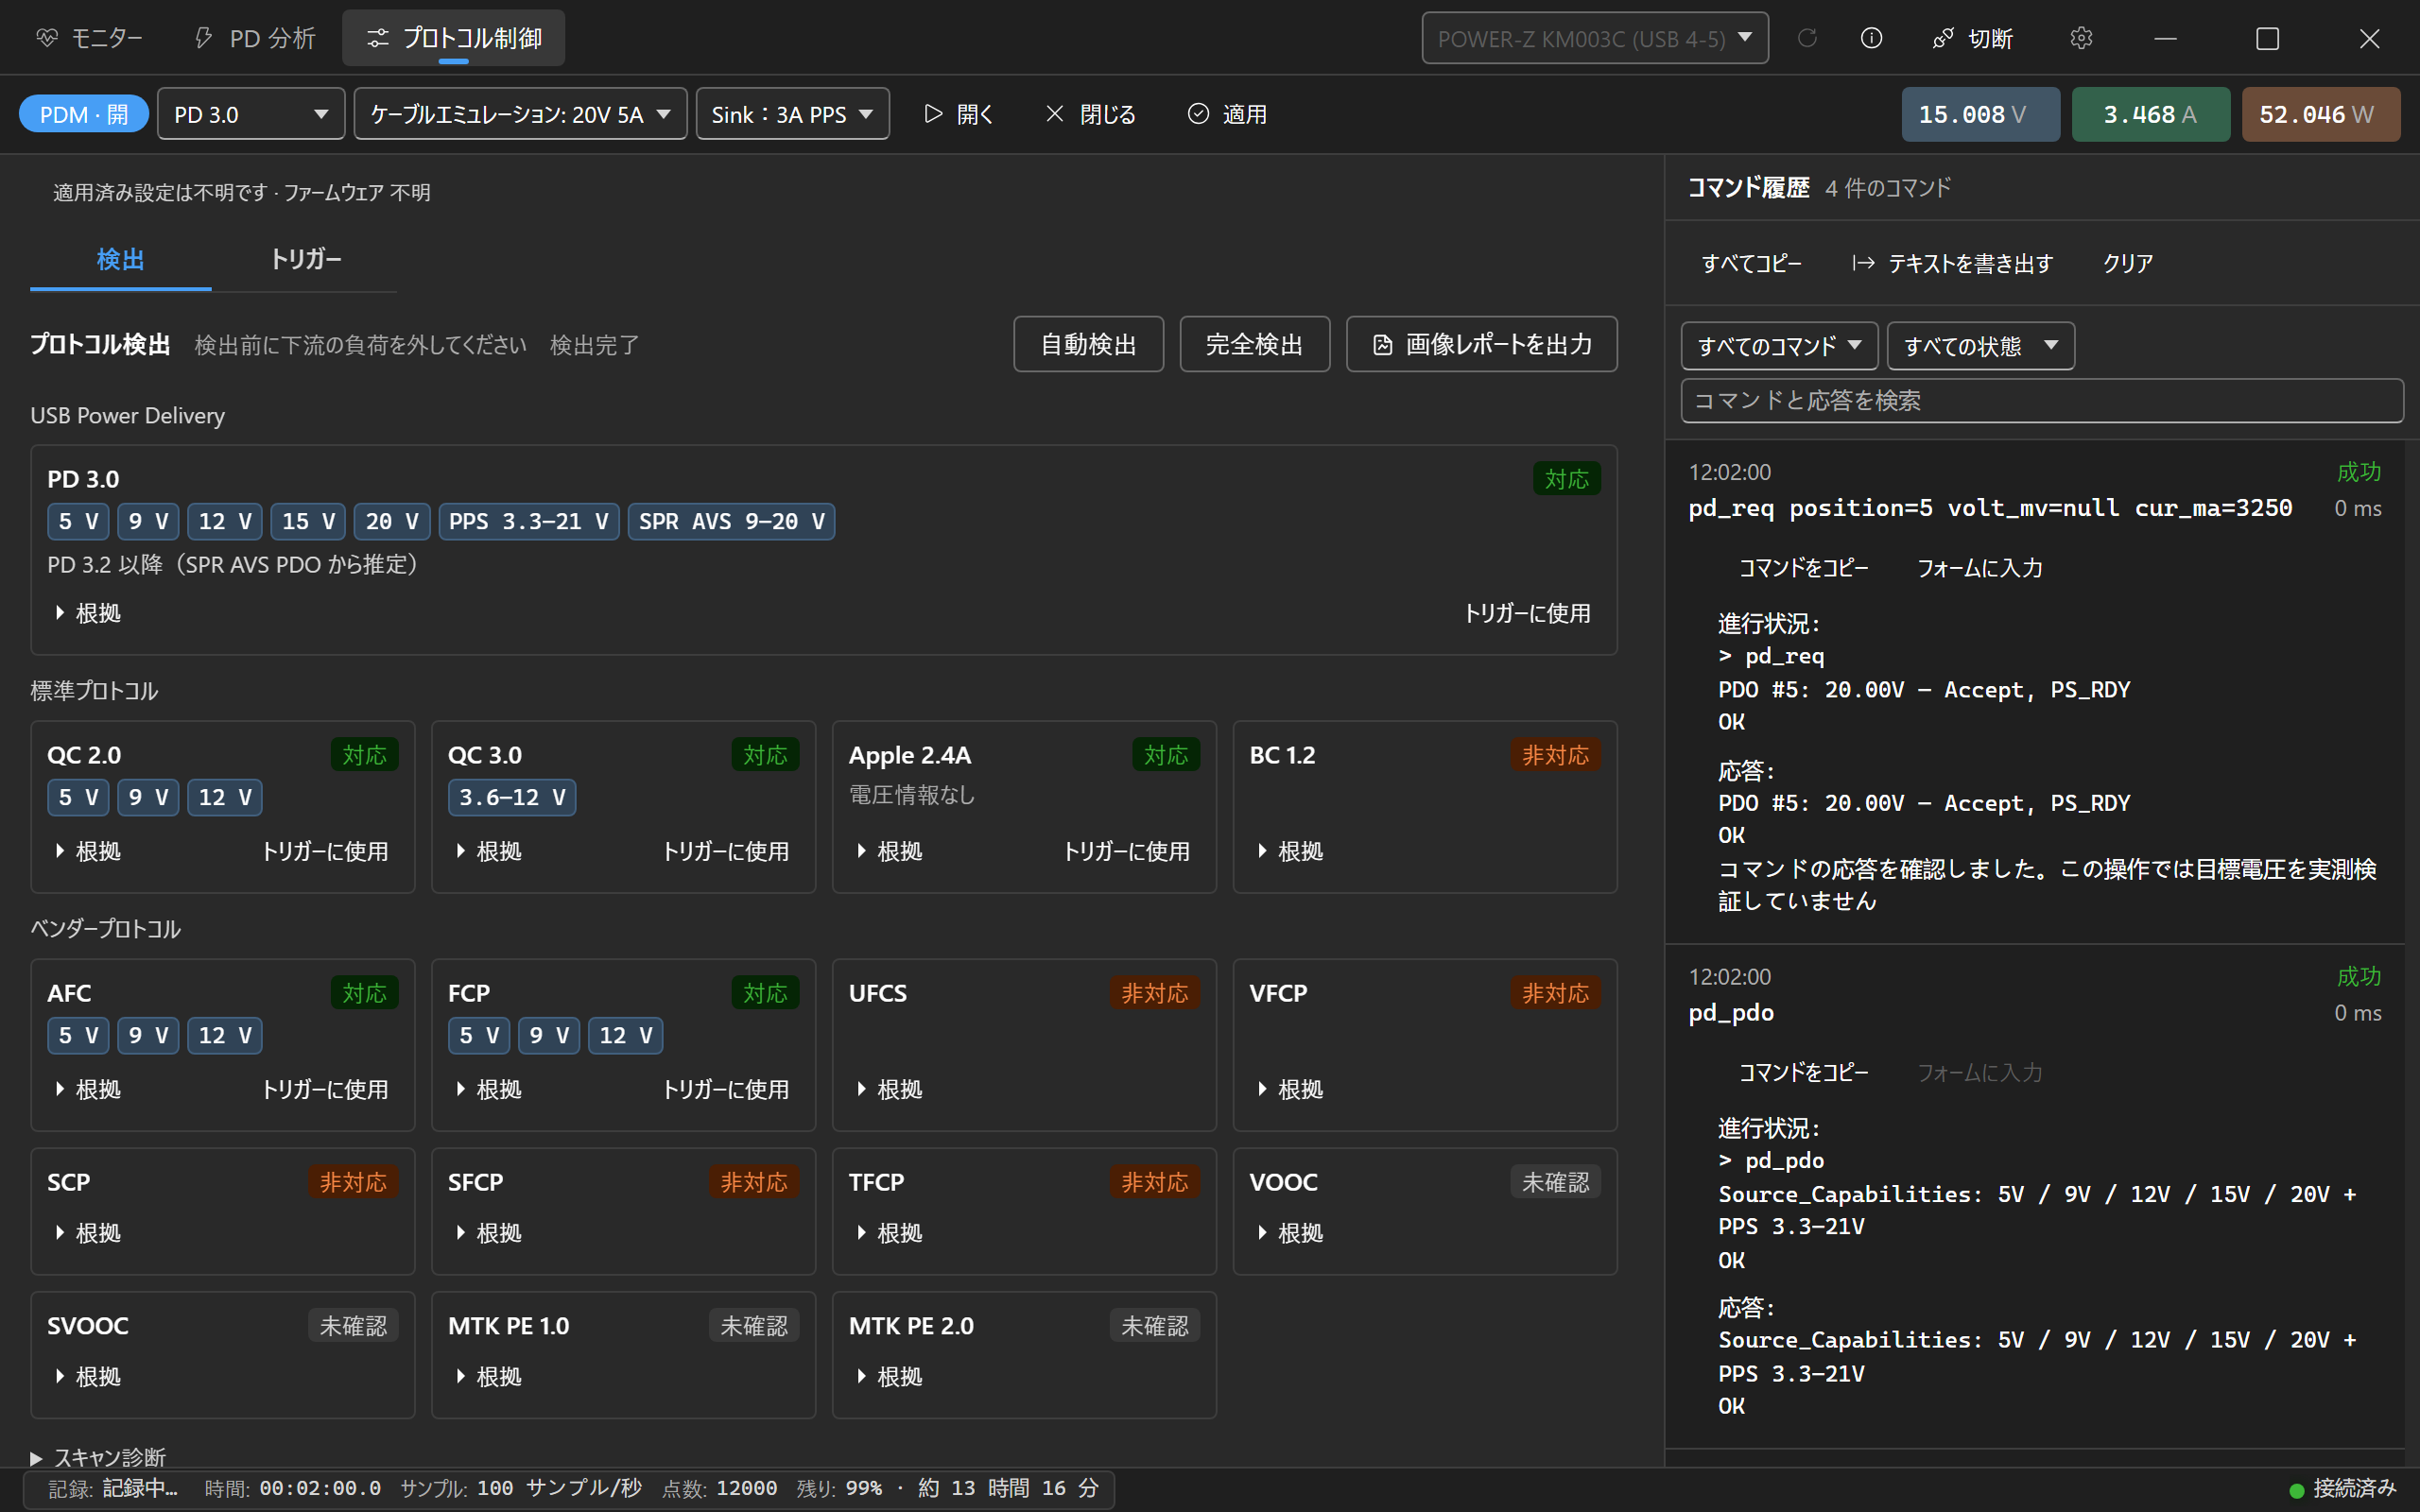 モニター PD 分析 プロトコル制御 POWER-Z KM003C (USB 4-5) 切断
PDM · 開 PD 3.0 ケーブルエミュレーション: 20V 5A Sink：3A PPS 開く 閉じる 適用 15.008 V 3.468 A 52.046 W
適用済み設定は不明です · ファームウェア 不明
検出 トリガー
プロトコル検出 検出前に下流の負荷を外してください 検出完了 自動検出 完全検出 画像レポートを出力
USB Power Delivery
PD 3.0 対応
5 V 9 V 12 V 15 V 20 V PPS 3.3–21 V SPR AVS 9–20 V
PD 3.2 以降（SPR AVS PDO から推定）
根拠 トリガーに使用
標準プロトコル
QC 2.0 対応 QC 3.0 対応 Apple 2.4A 対応 BC 1.2 非対応
5 V 9 V 12 V 3.6–12 V 電圧情報なし
根拠 トリガーに使用 根拠 トリガーに使用 根拠 トリガーに使用 根拠
ベンダープロトコル
AFC 対応 FCP 対応 UFCS 非対応 VFCP 非対応
5 V 9 V 12 V 5 V 9 V 12 V
根拠 トリガーに使用 根拠 トリガーに使用 根拠 根拠
SCP 非対応 SFCP 非対応 TFCP 非対応 VOOC 未確認
根拠 根拠 根拠 根拠
SVOOC 未確認 MTK PE 1.0 未確認 MTK PE 2.0 未確認
根拠 根拠 根拠
スキャン診断
コマンド履歴 4 件のコマンド
すべてコピー テキストを書き出す クリア
すべてのコマンド すべての状態
コマンドと応答を検索
12:02:00 成功
pd_req position=5 volt_mv=null cur_ma=3250 0 ms
コマンドをコピー フォームに入力
進行状況:
> pd_req
PDO #5: 20.00V — Accept, PS_RDY
OK
応答:
PDO #5: 20.00V — Accept, PS_RDY
OK
コマンドの応答を確認しました。この操作では目標電圧を実測検
証していません
12:02:00 成功
pd_pdo 0 ms
コマンドをコピー フォームに入力
進行状況:
> pd_pdo
Source_Capabilities: 5V / 9V / 12V / 15V / 20V +
PPS 3.3–21V
OK
応答:
Source_Capabilities: 5V / 9V / 12V / 15V / 20V +
PPS 3.3–21V
OK
記録: 記録中... 時間: 00:02:00.0 サンプル: 100 サンプル/秒 点数: 12000 残り: 99% · 約 13 時間 16 分 接続済み